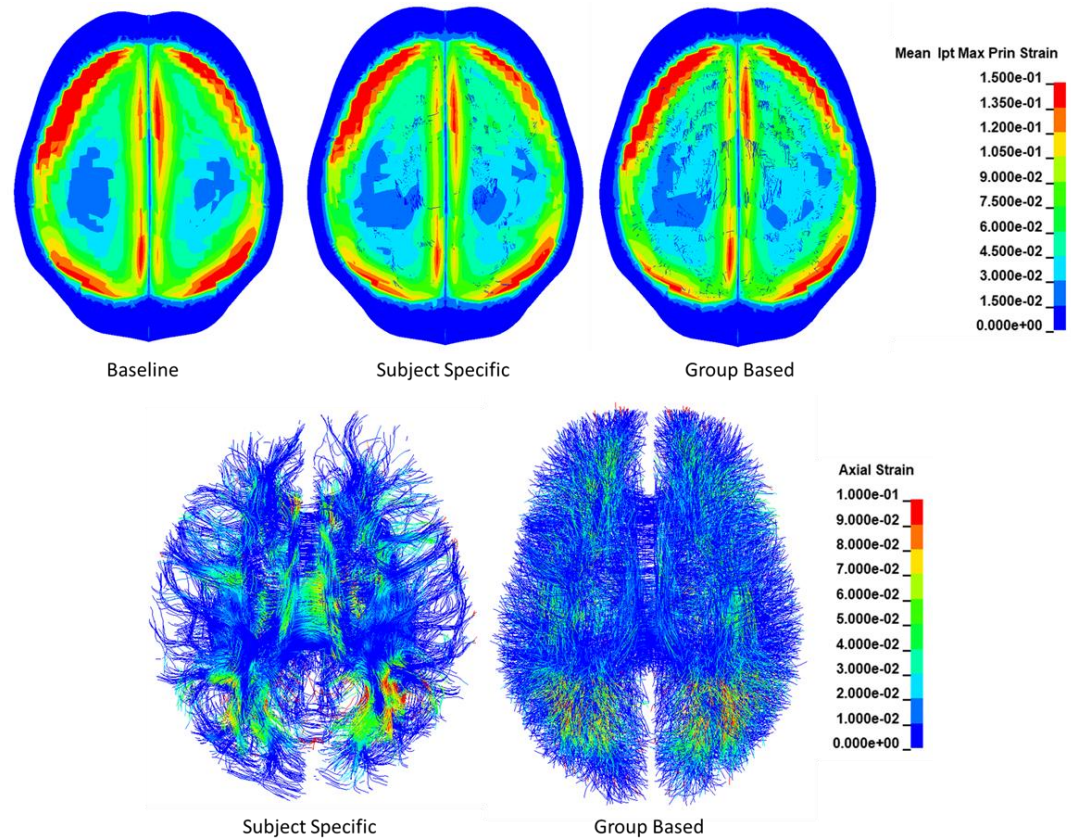 Mean Ipt Max Prin Strain
1.500e-01
1.350e-01
1.200e-01
1.050e-01
9.000e-02
7.500e-02
6.000e-02
4.500e-02
3.000e-02
1.500e-02
0.000e+00
Baseline
Subject Specific
Group Based
Axial Strain
1.000e-01
9.000e-02
8.000e-02
7.000e-02
6.000e-02
5.000e-02
4.000e-02
3.000e-02
2.000e-02
1.000e-02
0.000e+00
Subject Specific
Group Based